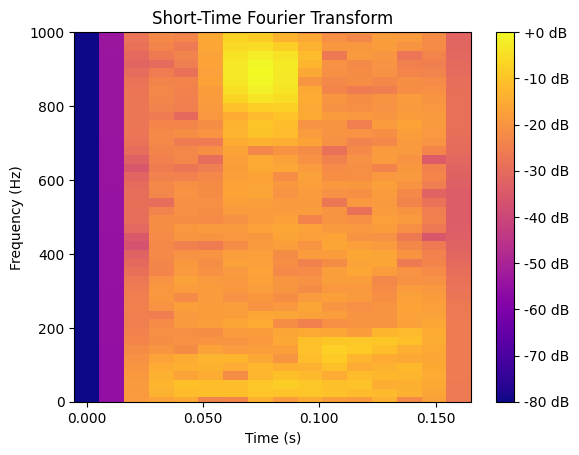 Short-Time Fourier Transform
Frequency (Hz)
1000
800
600
400
200
0
0.000
0.050
0.100
0.150
Time (s)
+0 dB
-10 dB
-20 dB
-30 dB
-40 dB
-50 dB
-60 dB
-70 dB
-80 dB